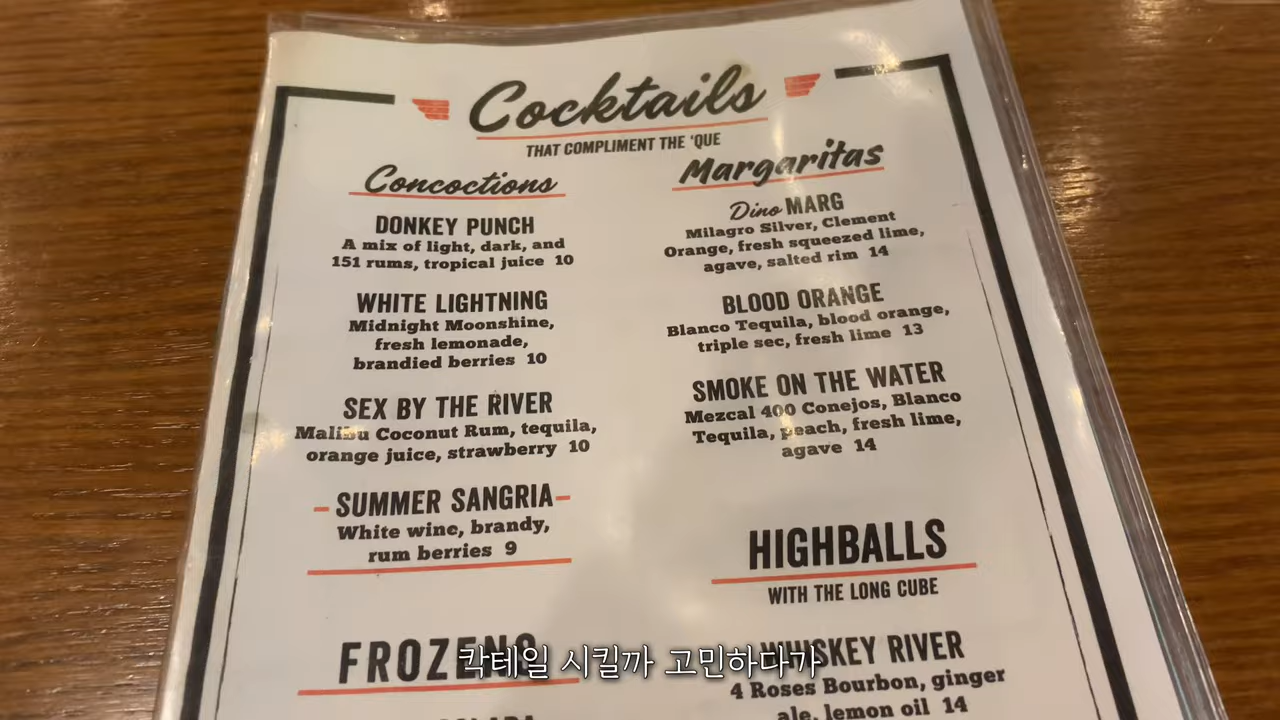 Cocktails
THAT COMPLIMENT THE 'QUE
Concoctions
DONKEY PUNCH
A mix of light, dark, and
151 rums, tropical juice 10
WHITE LIGHTNING
Midnight Moonshine,
fresh lemonade,
brandied berries 10
SEX BY THE RIVER
Malibu Coconut Rum, tequila,
orange juice, strawberry 10
SUMMER SANGRIA
White wine, brandy,
rum berries 9
FROZENS
Margaritas
Dino MARG
Milagro Silver, Clement
Orange, fresh squeezed lime,
agave, salted rim 14
BLOOD ORANGE
Blanco Tequila, blood orange,
triple sec, fresh lime 13
SMOKE ON THE WATER
Mezcal 400 Conejos, Blanco
Tequila, peach, fresh lime,
agave 14
HIGHBALLS
WITH THE LONG CUBE
WHISKEY RIVER
4 Roses Bourbon, ginger
ale, lemon oil 14
칵테일 시킬까 고민하다가